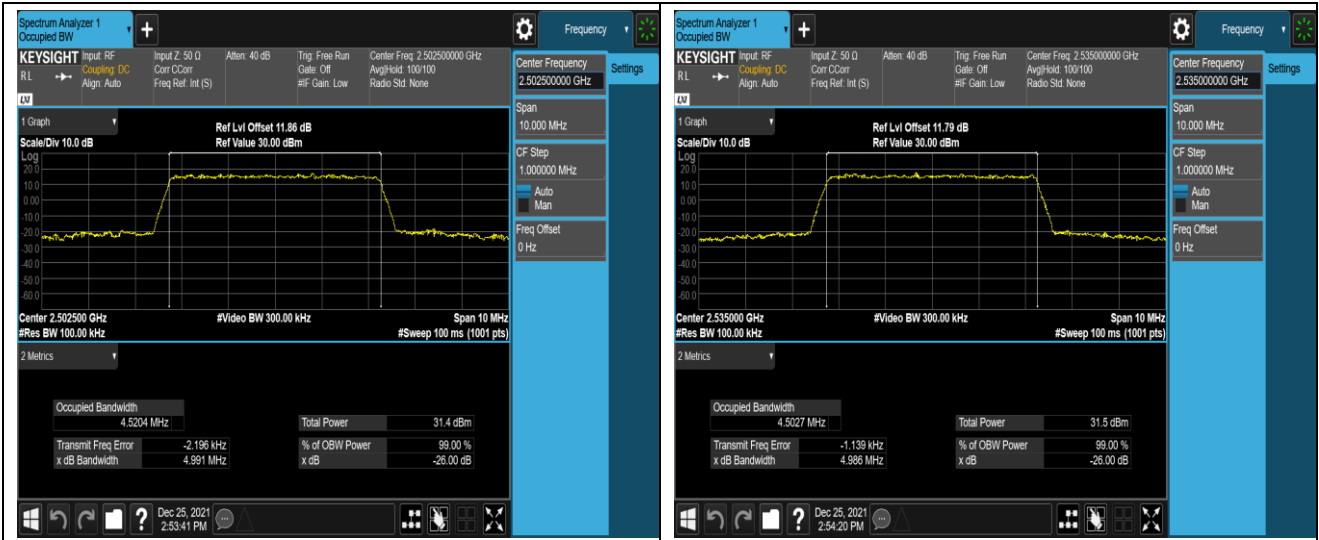 Spectrum Analyzer 1
Occupied BW
+
Frequency
KEYSIGHT
RL
LXI
Input: RF
Coupling: DC
Align: Auto
Input Z: 50 Ω
Corr CCorr
Freq Ref: Int (S)
Atten: 40 dB
Trig: Free Run
Gate: Off
#IF Gain: Low
Center Freq: 2.502500000 GHz
Avg|Hold: 100/100
Radio Std: None
Center Frequency
2.502500000 GHz
Settings
Span
10.000 MHz
CF Step
1.000000 MHz
Auto
Man
Freq Offset
0 Hz
1 Graph
Scale/Div 10.0 dB
Ref Lvl Offset 11.86 dB
Ref Value 30.00 dBm
Log
20.0
10.0
0.00
-10.0
-20.0
-30.0
-40.0
-50.0
-60.0
Center 2.502500 GHz
#Res BW 100.00 kHz
#Video BW 300.00 kHz
Span 10 MHz
#Sweep 100 ms (1001 pts)
2 Metrics
Occupied Bandwidth
4.5204 MHz
Total Power 31.4 dBm
Transmit Freq Error -2.196 kHz
% of OBW Power 99.00 %
x dB Bandwidth 4.991 MHz
x dB -26.00 dB
?
Dec 25, 2021
2:53:41 PM
Spectrum Analyzer 1
Occupied BW
+
Frequency
KEYSIGHT
RL
LXI
Input: RF
Coupling: DC
Align: Auto
Input Z: 50 Ω
Corr CCorr
Freq Ref: Int (S)
Atten: 40 dB
Trig: Free Run
Gate: Off
#IF Gain: Low
Center Freq: 2.535000000 GHz
Avg|Hold: 100/100
Radio Std: None
Center Frequency
2.535000000 GHz
Settings
Span
10.000 MHz
CF Step
1.000000 MHz
Auto
Man
Freq Offset
0 Hz
1 Graph
Scale/Div 10.0 dB
Ref Lvl Offset 11.79 dB
Ref Value 30.00 dBm
Log
20.0
10.0
0.00
-10.0
-20.0
-30.0
-40.0
-50.0
-60.0
Center 2.535000 GHz
#Res BW 100.00 kHz
#Video BW 300.00 kHz
Span 10 MHz
#Sweep 100 ms (1001 pts)
2 Metrics
Occupied Bandwidth
4.5027 MHz
Total Power 31.5 dBm
Transmit Freq Error -1.139 kHz
% of OBW Power 99.00 %
x dB Bandwidth 4.986 MHz
x dB -26.00 dB
?
Dec 25, 2021
2:54:20 PM